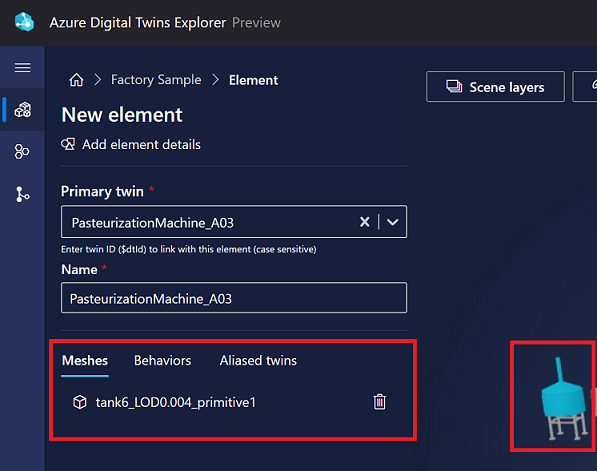 Azure Digital Twins Explorer Preview
Factory Sample Element
Scene layers
New element
Add element details
Primary twin *
PasteurizationMachine_A03
Enter twin ID ($dtId) to link with this element (case sensitive)
Name *
PasteurizationMachine_A03
Meshes Behaviors Aliased twins
tank6_LOD0.004_primitive1